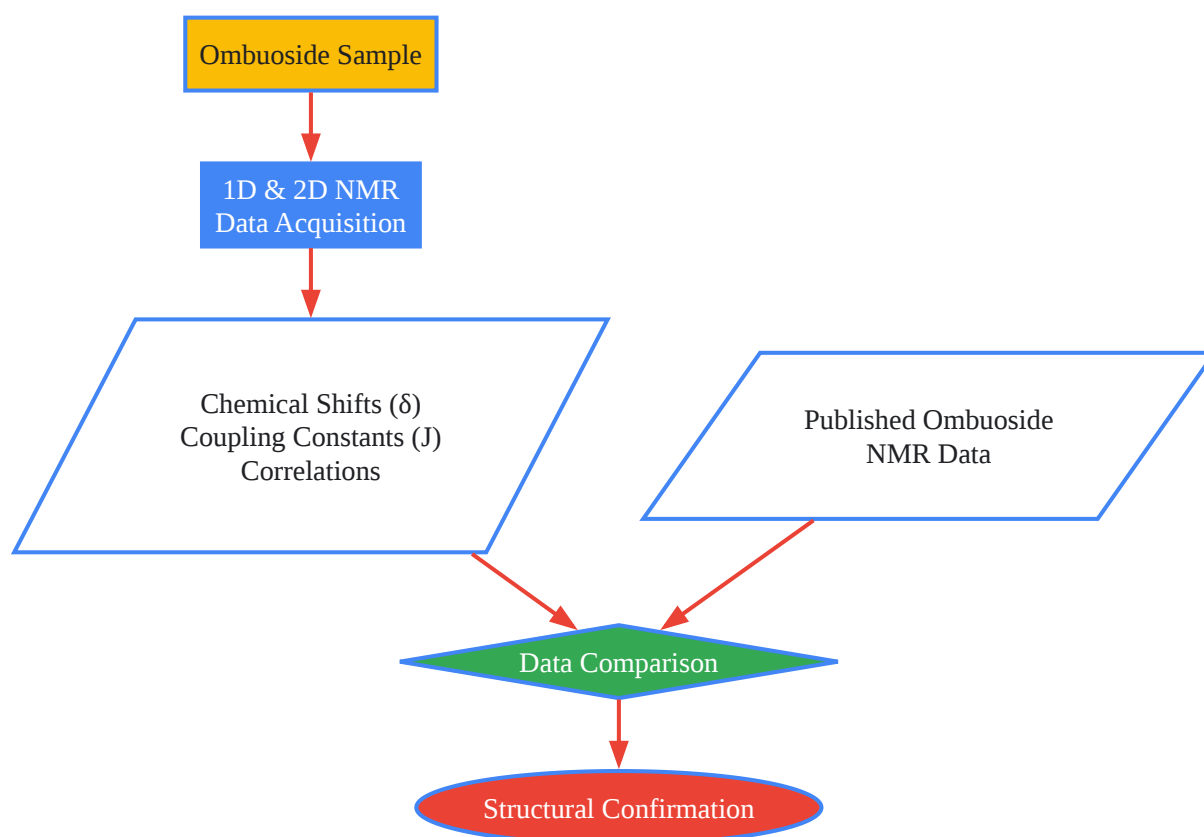 Ombuoside Sample
1D & 2D NMR
Data Acquisition
Chemical Shifts (δ)
Coupling Constants (J)
Correlations
Published Ombuoside
NMR Data
Data Comparison
Structural Confirmation